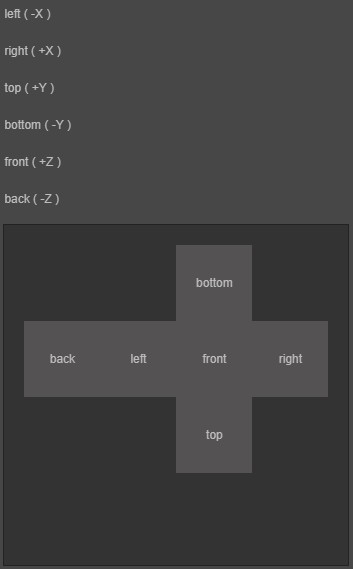 left ( -X )
right ( +X )
top ( +Y )
bottom ( -Y )
front ( +Z )
back ( -Z )
bottom
back left front right
top